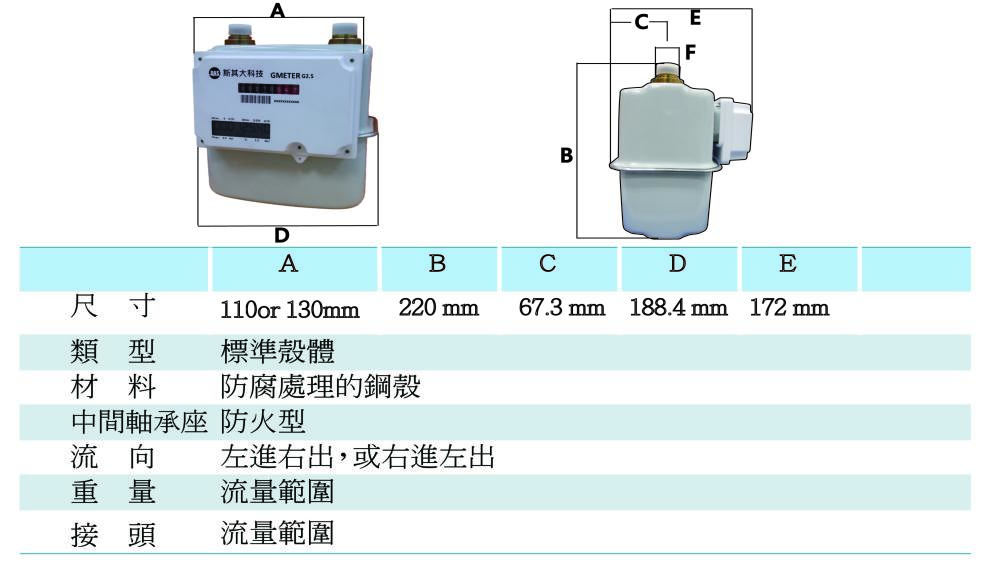 A
斯其大科技 GMETER G2.5
D
C
E
F
B
A B C D E
尺 寸 110or 130mm 220 mm 67.3 mm 188.4 mm 172 mm
類 型 標準殼體
材 料 防腐處理的鋼殼
中間軸承座 防火型
流 向 左進右出，或右進左出
重 量 流量範圍
接 頭 流量範圍